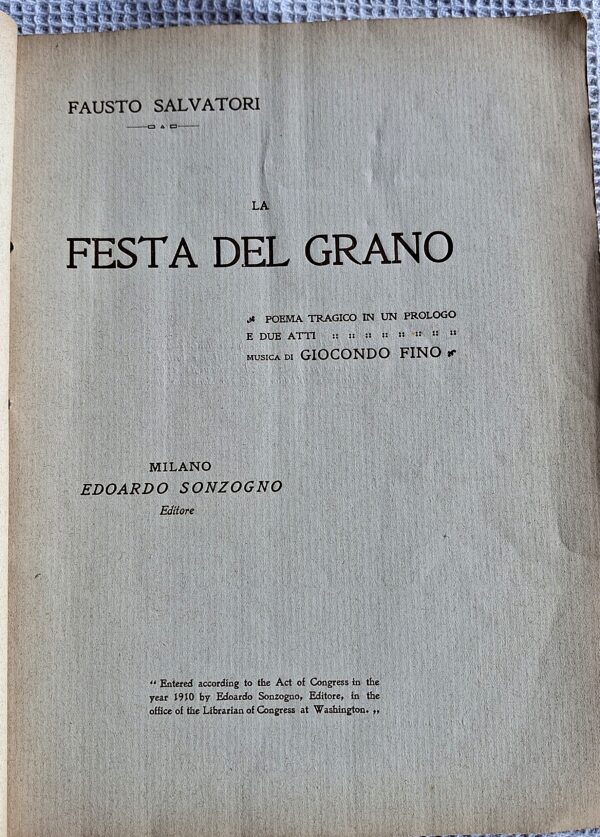 FAUSTO SALVATORI
LA
FESTA DEL GRANO
POEMA TRAGICO IN UN PROLOGO
E DUE ATTI :: :: :: :: :: :: :: ::
MUSICA DI GIOCONDO FINO
MILANO
EDOARDO SONZOGNO
Editore
“ Entered according to the Act of Congress in the
year 1910 by Edoardo Sonzogno, Editore, in the
office of the Librarian of Congress at Washington. „